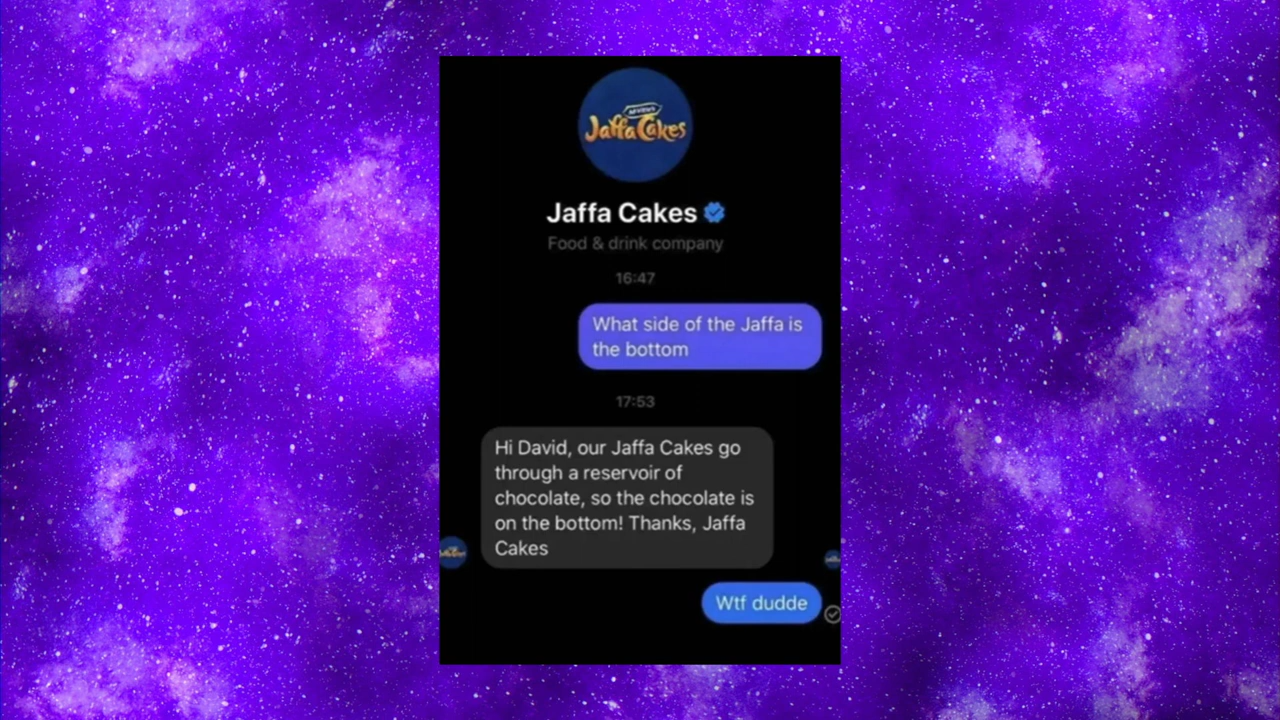 McVitie's
Jaffa Cakes
Jaffa Cakes
Food & drink company
16:47
What side of the Jaffa is
the bottom
17:53
Hi David, our Jaffa Cakes go
through a reservoir of
chocolate, so the chocolate is
on the bottom! Thanks, Jaffa
Cakes
Wtf dudde